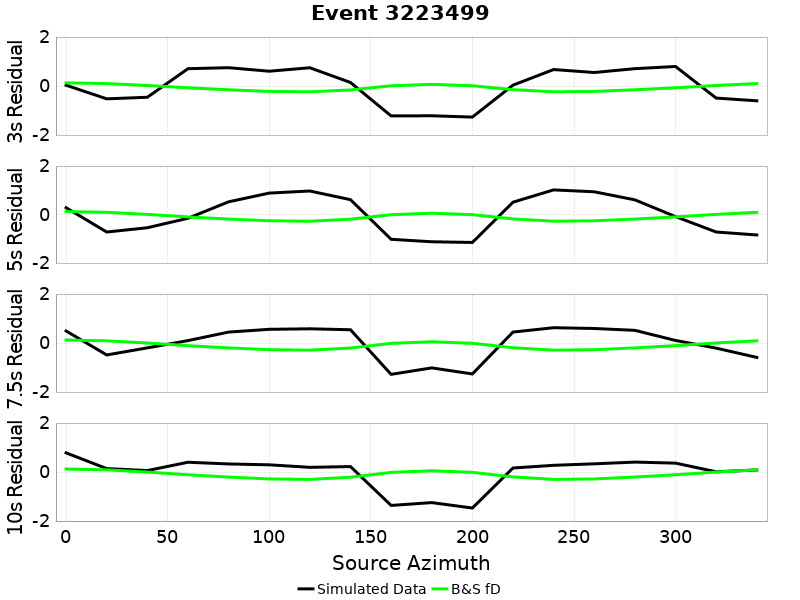 Event 3223499
3s Residual
2
0
-2
5s Residual
2
0
-2
7.5s Residual
2
0
-2
10s Residual
2
0
-2
0 50 100 150 200 250 300
Source Azimuth
Simulated Data B&S fD